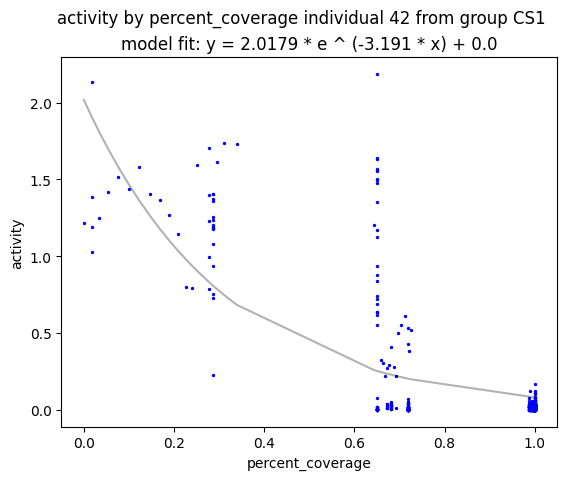 activity by percent_coverage individual 42 from group CS1
model fit: y = 2.0179 * e ^ (-3.191 * x) + 0.0
2.0
1.5
activity
1.0
0.5
0.0
0.0 0.2 0.4 0.6 0.8 1.0
percent_coverage